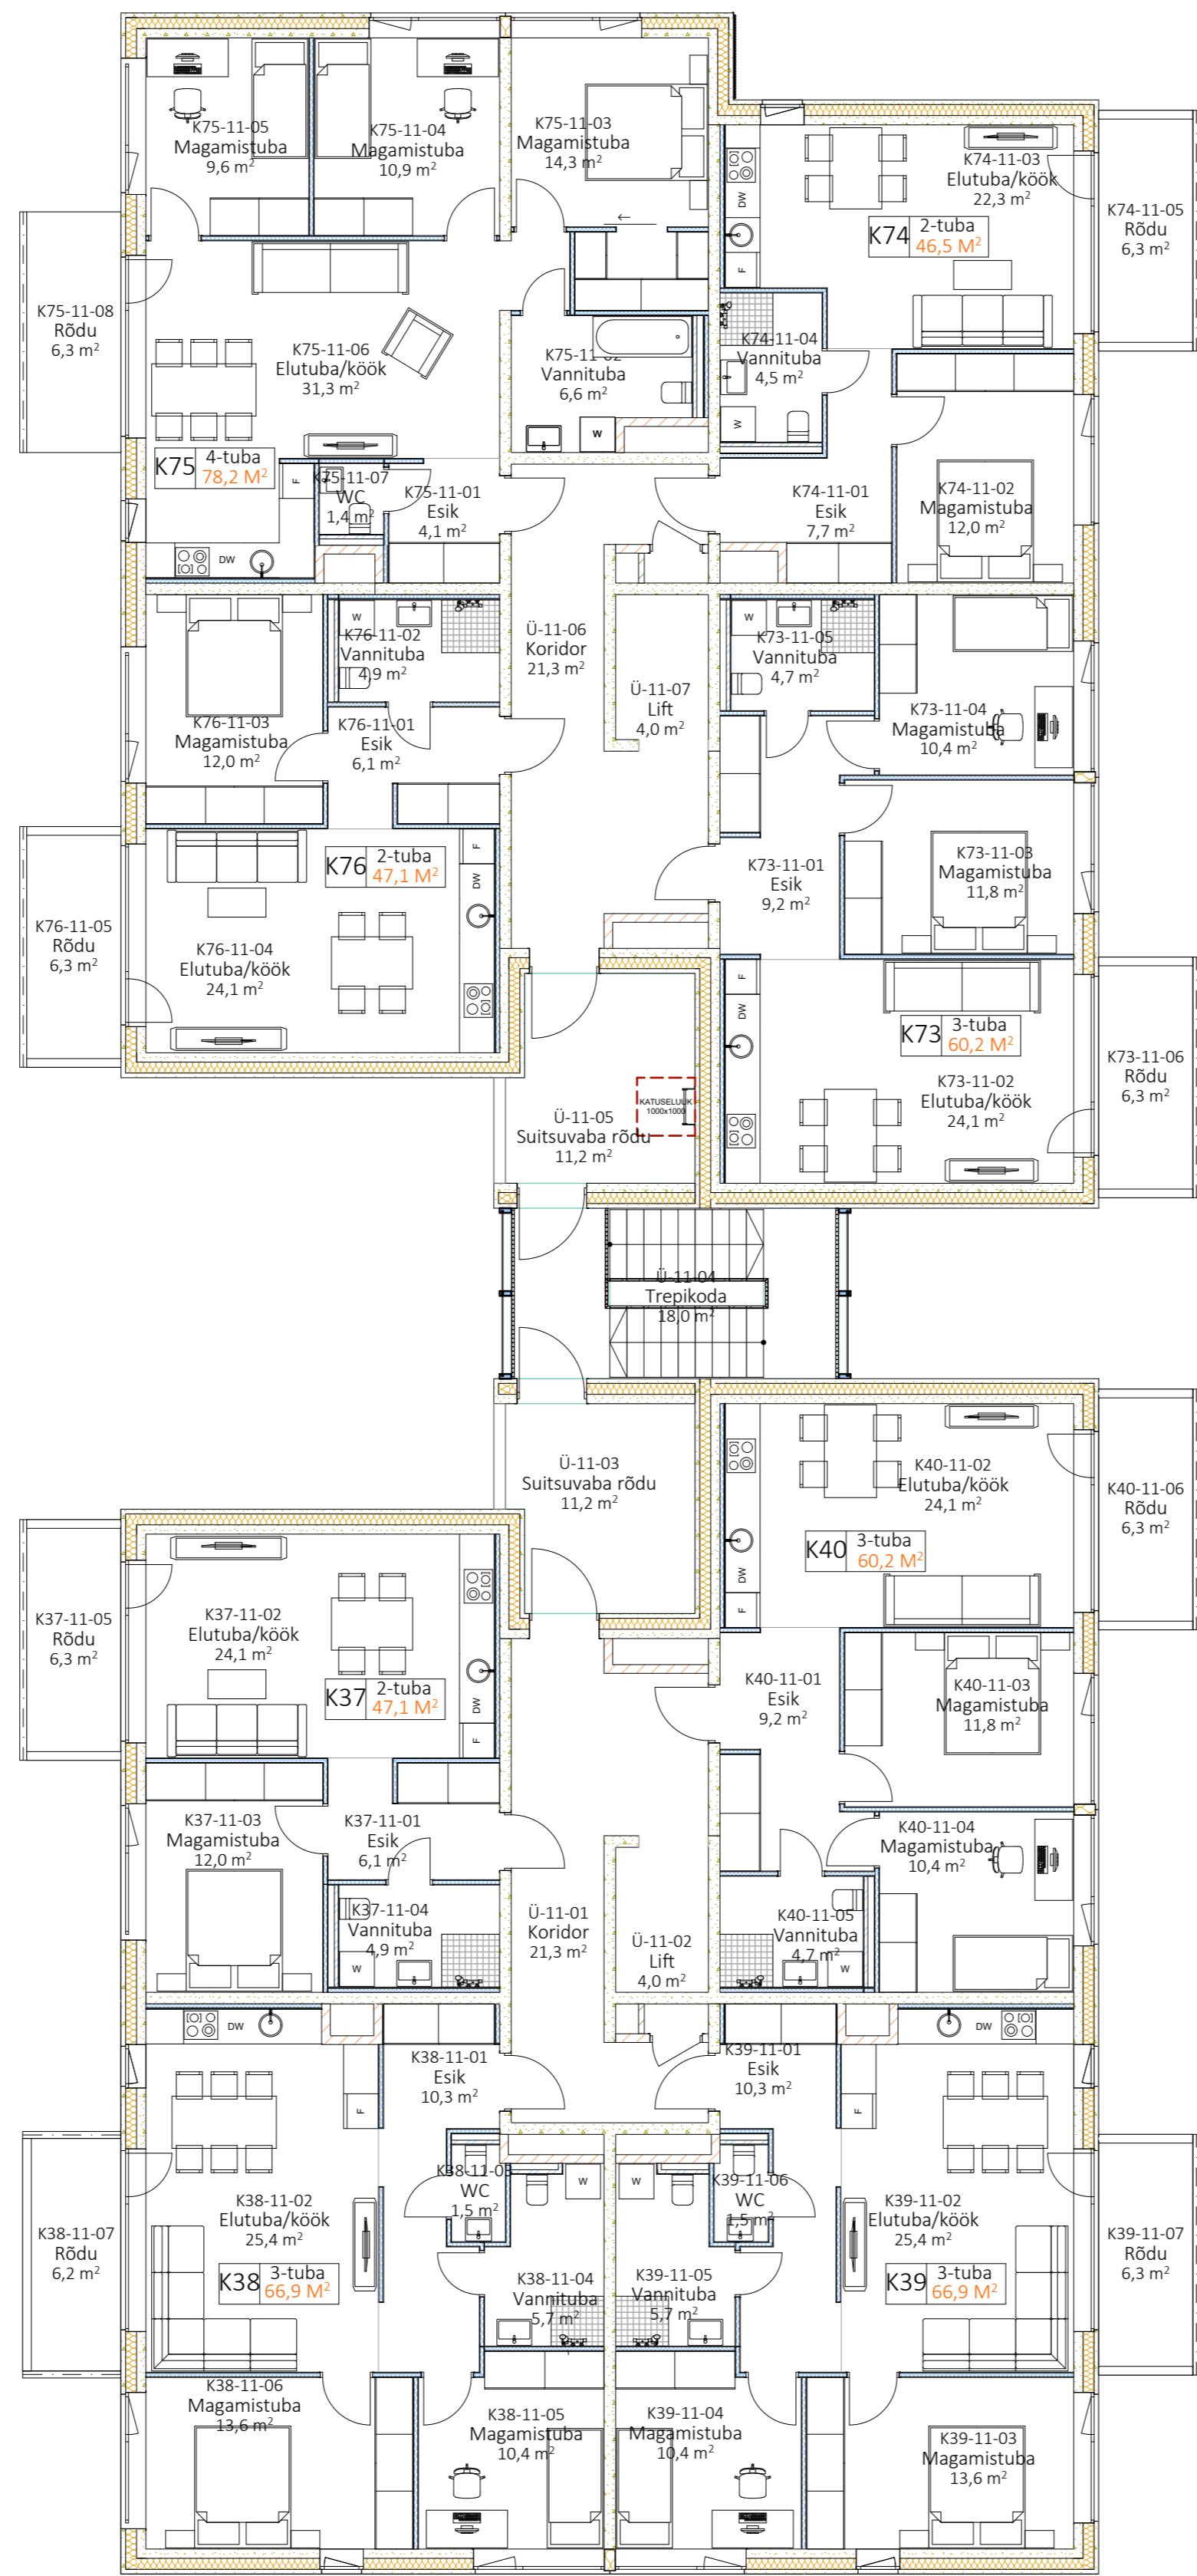 K75-11-05
Magamistuba
9,6 m²
K75-11-04
Magamistuba
10,9 m²
K75-11-03
Magamistuba
14,3 m²
K74-11-03
Elutuba/köök
22,3 m²
DW
F
K74
2-tuba
46,5 M²
K74-11-05
Rõdu
6,3 m²
K75-11-08
Rõdu
6,3 m²
K75-11-06
Elutuba/köök
31,3 m²
K75-11-02
Vannituba
6,6 m²
W
K74-11-04
Vannituba
4,5 m²
W
K75
4-tuba
78,2 M²
F
DW
K75-11-07
WC
1,4 m²
K75-11-01
Esik
4,1 m²
K74-11-01
Esik
7,7 m²
K74-11-02
Magamistuba
12,0 m²
W
K76-11-02
Vannituba
4,9 m²
Ü-11-06
Koridor
21,3 m²
Ü-11-07
Lift
4,0 m²
W
K73-11-05
Vannituba
4,7 m²
K73-11-04
Magamistuba
10,4 m²
K76-11-03
Magamistuba
12,0 m²
K76-11-01
Esik
6,1 m²
K76
2-tuba
47,1 M²
F
DW
K73-11-01
Esik
9,2 m²
K73-11-03
Magamistuba
11,8 m²
K76-11-05
Rõdu
6,3 m²
K76-11-04
Elutuba/köök
24,1 m²
F
DW
K73
3-tuba
60,2 M²
K73-11-02
Elutuba/köök
24,1 m²
K73-11-06
Rõdu
6,3 m²
KATUSELUUK
1000x1000
Ü-11-05
Suitsuvaba rõdu
11,2 m²
Ü-11-04
Trepikoda
18,0 m²
Ü-11-03
Suitsuvaba rõdu
11,2 m²
K40-11-02
Elutuba/köök
24,1 m²
K40
3-tuba
60,2 M²
DW
F
K40-11-06
Rõdu
6,3 m²
K37-11-05
Rõdu
6,3 m²
K37-11-02
Elutuba/köök
24,1 m²
K37
2-tuba
47,1 M²
DW
F
K40-11-01
Esik
9,2 m²
K40-11-03
Magamistuba
11,8 m²
K37-11-03
Magamistuba
12,0 m²
K37-11-01
Esik
6,1 m²
K40-11-04
Magamistuba
10,4 m²
K37-11-04
Vannituba
4,9 m²
W
Ü-11-01
Koridor
21,3 m²
Ü-11-02
Lift
4,0 m²
K40-11-05
Vannituba
4,7 m²
W
DW
F
K38-11-01
Esik
10,3 m²
K39-11-01
Esik
10,3 m²
DW
F
WC
1,5 m²
W
W
K39-11-06
WC
1,5 m²
K38-11-07
Rõdu
6,2 m²
K38-11-02
Elutuba/köök
25,4 m²
K38
3-tuba
66,9 M²
K38-11-04
Vannituba
5,7 m²
K39-11-05
Vannituba
5,7 m²
K39-11-02
Elutuba/köök
25,4 m²
K39
3-tuba
66,9 M²
K39-11-07
Rõdu
6,3 m²
K38-11-06
Magamistuba
13,6 m²
K38-11-05
Magamistuba
10,4 m²
K39-11-04
Magamistuba
10,4 m²
K39-11-03
Magamistuba
13,6 m²